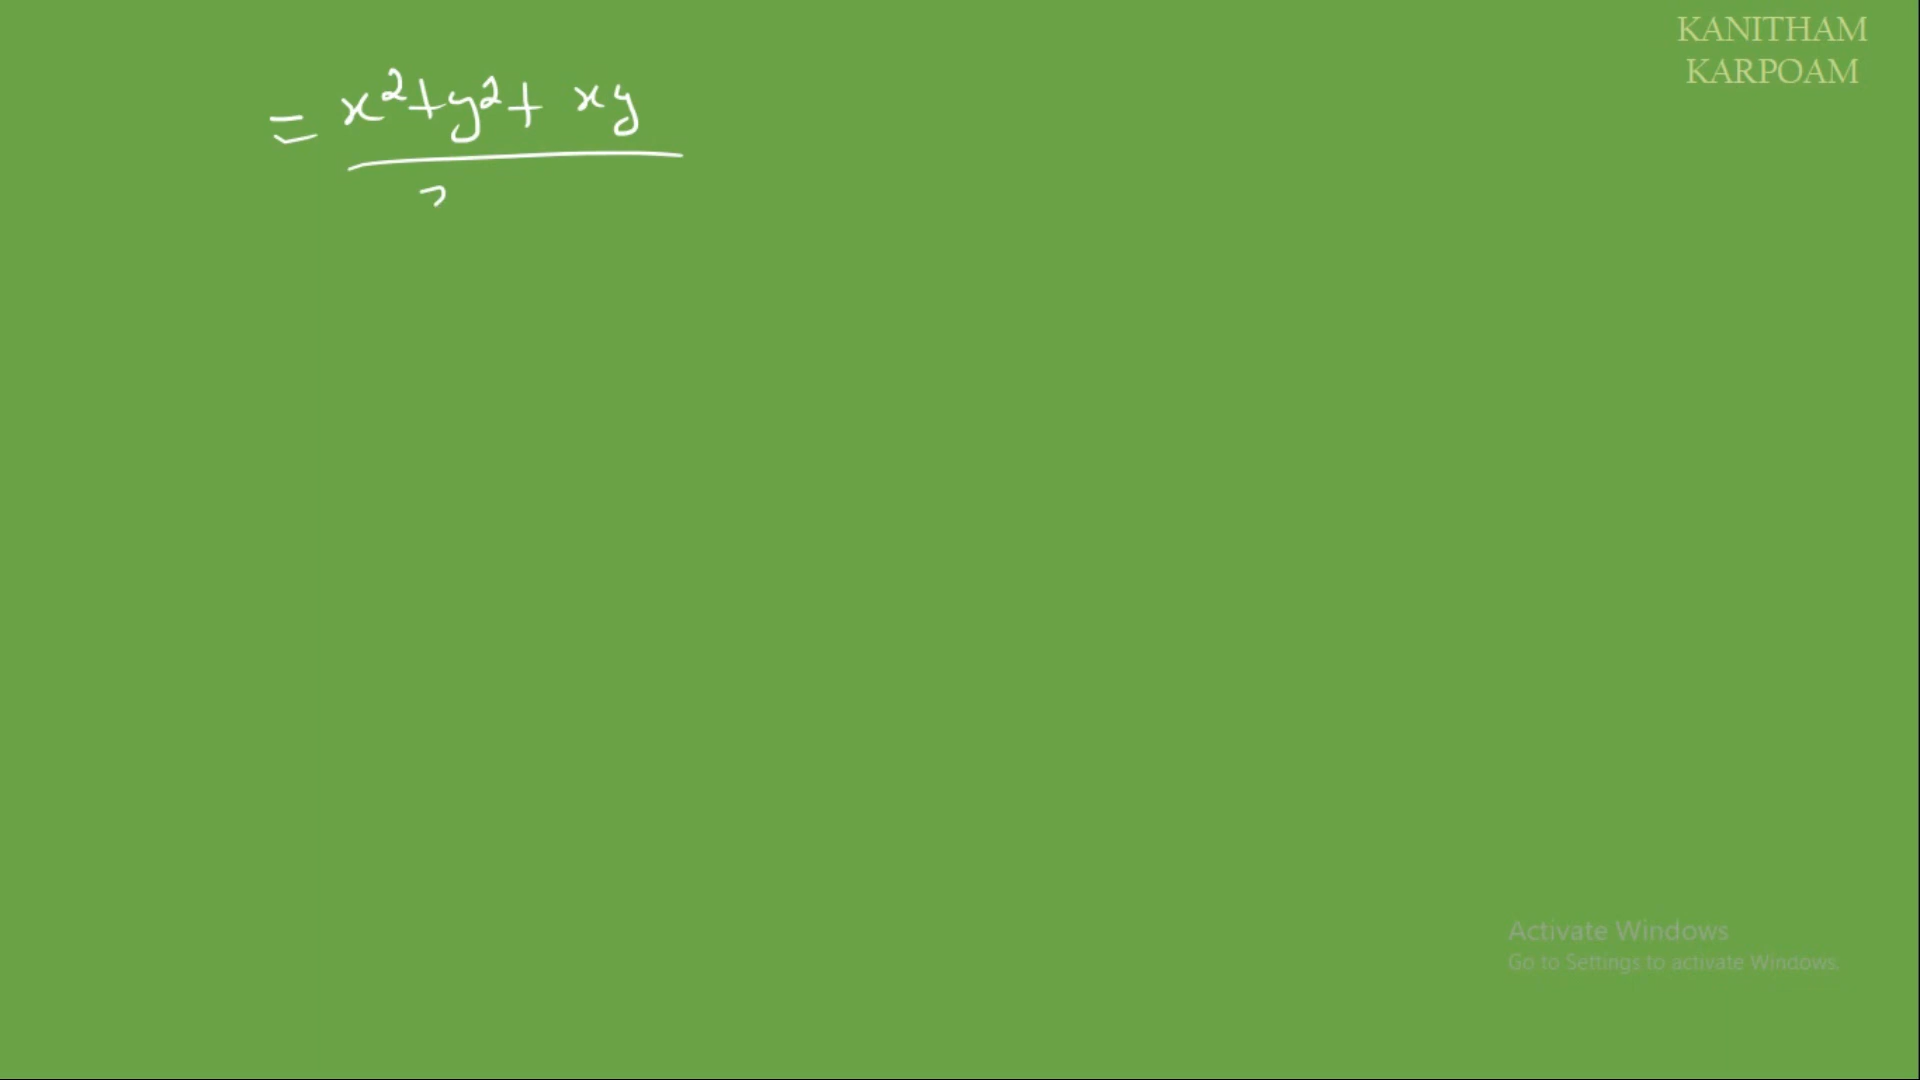 KANITHAM
KARPOAM
= x²+y²+ xy
Activate Windows
Go to Settings to activate Windows.